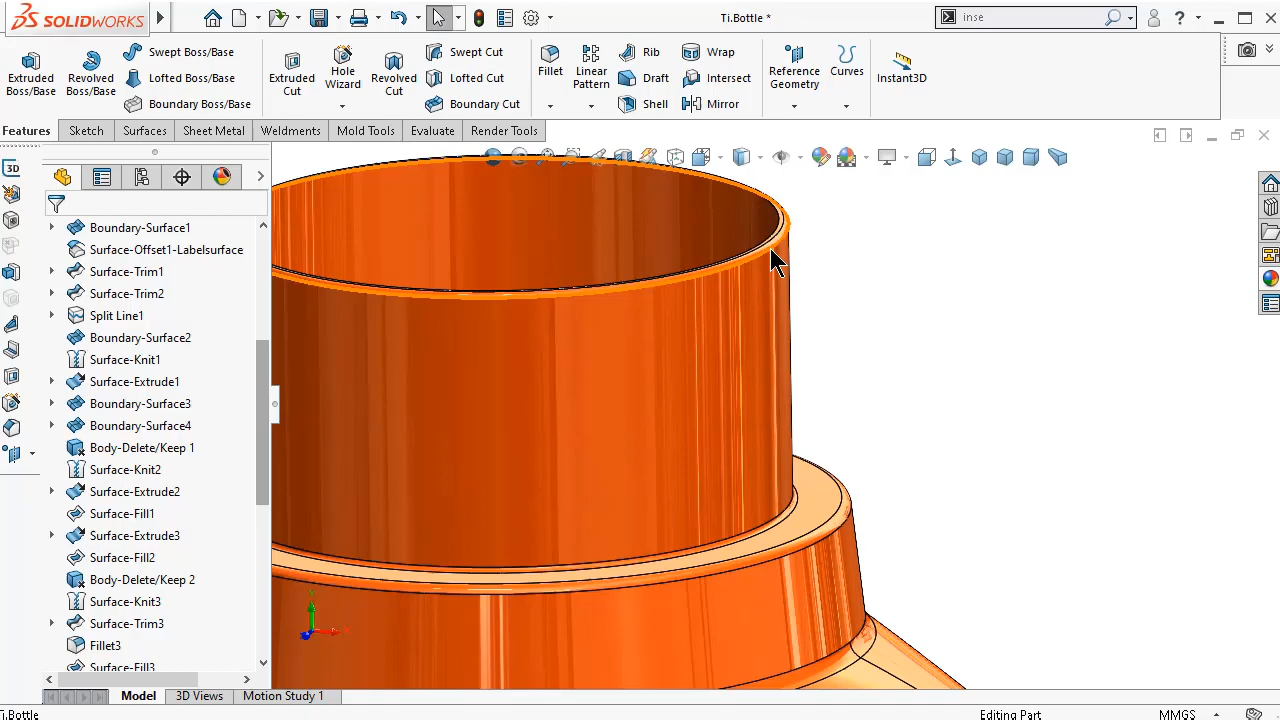 SOLIDWORKS
Ti.Bottle *
inse
Extruded Boss/Base
Revolved Boss/Base
Swept Boss/Base
Lofted Boss/Base
Boundary Boss/Base
Extruded Cut
Hole Wizard
Revolved Cut
Swept Cut
Lofted Cut
Boundary Cut
Fillet
Linear Pattern
Rib
Draft
Shell
Wrap
Intersect
Mirror
Reference Geometry
Curves
Instant3D
Features
Sketch
Surfaces
Sheet Metal
Weldments
Mold Tools
Evaluate
Render Tools
3D
Boundary-Surface1
Surface-Offset1-Labelsurface
Surface-Trim1
Surface-Trim2
Split Line1
Boundary-Surface2
Surface-Knit1
Surface-Extrude1
Boundary-Surface3
Boundary-Surface4
Body-Delete/Keep 1
Surface-Knit2
Surface-Extrude2
Surface-Fill1
Surface-Extrude3
Surface-Fill2
Body-Delete/Keep 2
Surface-Knit3
Surface-Trim3
Fillet3
Surface-Fill3
Model
3D Views
Motion Study 1
Ti.Bottle
Editing Part
MMGS